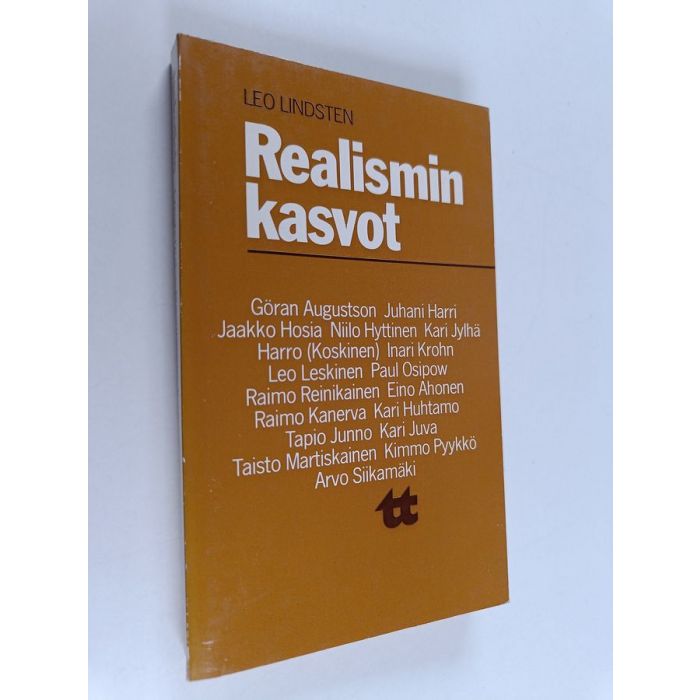 LEO LINDSTEN
Realismin
kasvot
Göran Augustson Juhani Harri
Jaakko Hosia Niilo Hyttinen Kari Jylhä
Harro (Koskinen) Inari Krohn
Leo Leskinen Paul Osipow
Raimo Reinikainen Eino Ahonen
Raimo Kanerva Kari Huhtamo
Tapio Junno Kari Juva
Taisto Martiskainen Kimmo Pyykkö
Arvo Siikamäki
tt